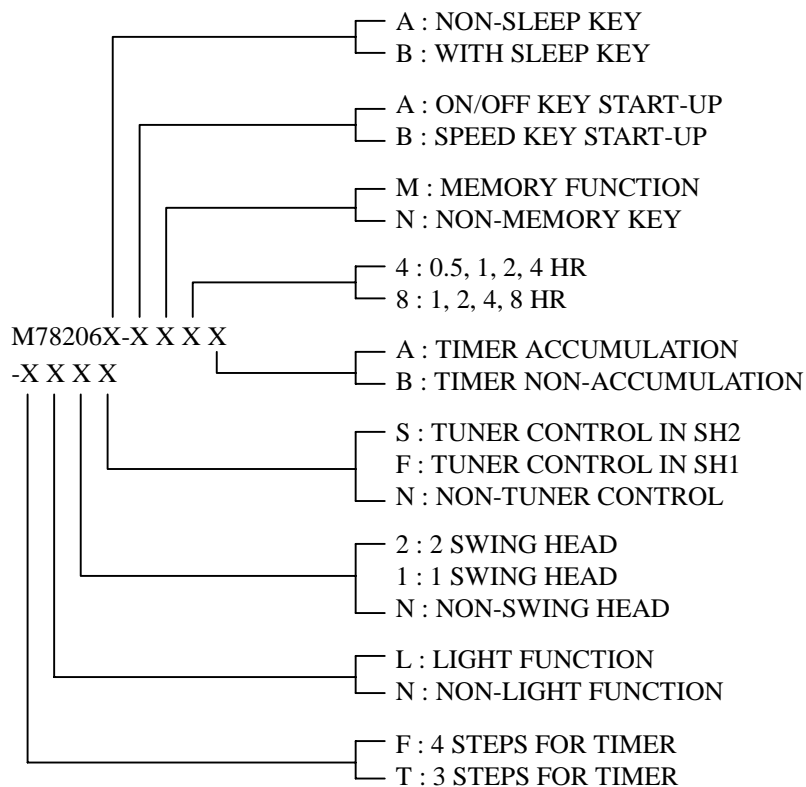 A : NON-SLEEP KEY
B : WITH SLEEP KEY
A : ON/OFF KEY START-UP
B : SPEED KEY START-UP
M : MEMORY FUNCTION
N : NON-MEMORY KEY
4 : 0.5, 1, 2, 4 HR
8 : 1, 2, 4, 8 HR
M78206X-X X X X
-X X X X
A : TIMER ACCUMULATION
B : TIMER NON-ACCUMULATION
S : TUNER CONTROL IN SH2
F : TUNER CONTROL IN SH1
N : NON-TUNER CONTROL
2 : 2 SWING HEAD
1 : 1 SWING HEAD
N : NON-SWING HEAD
L : LIGHT FUNCTION
N : NON-LIGHT FUNCTION
F : 4 STEPS FOR TIMER
T : 3 STEPS FOR TIMER